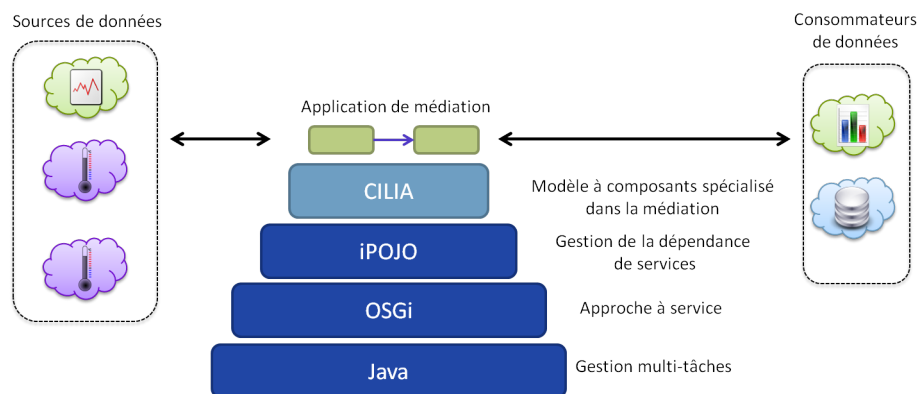 Sources de données
Consommateurs
de données
Application de médiation
CILIA
Modèle à composants spécialisé
dans la médiation
iPOJO
Gestion de la dépendance
de services
OSGi
Approche à service
Java
Gestion multi-tâches